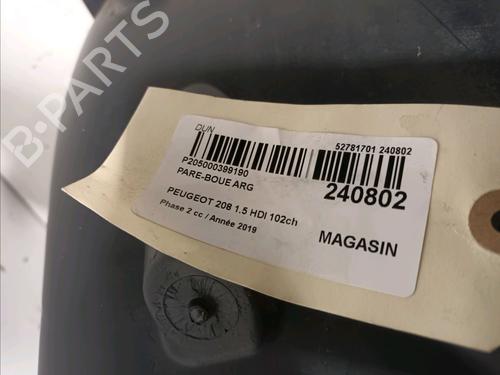 B-PARTS
DUN
52781701 240802
P205000399190
PARE-BOUE ARG
240802
PEUGEOT 208 1.5 HDI 102ch
Phase 2 cc / Année 2019
MAGASIN